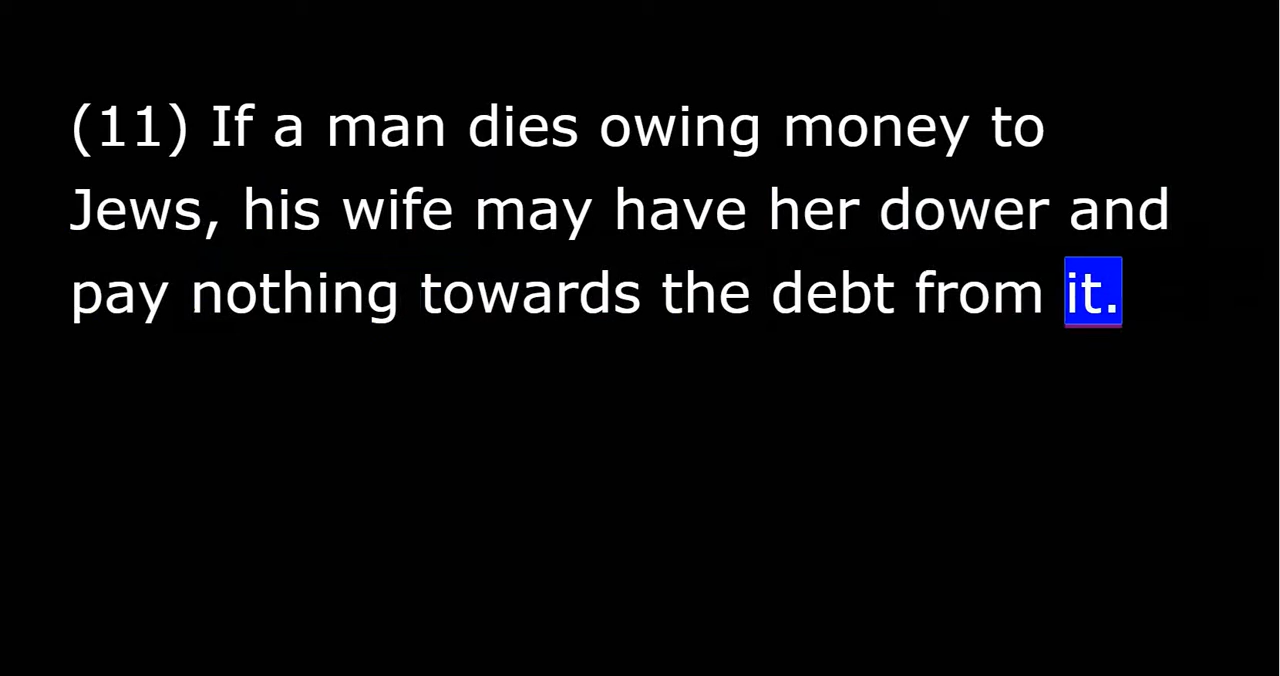 (11) If a man dies owing money to
Jews, his wife may have her dower and
pay nothing towards the debt from it.